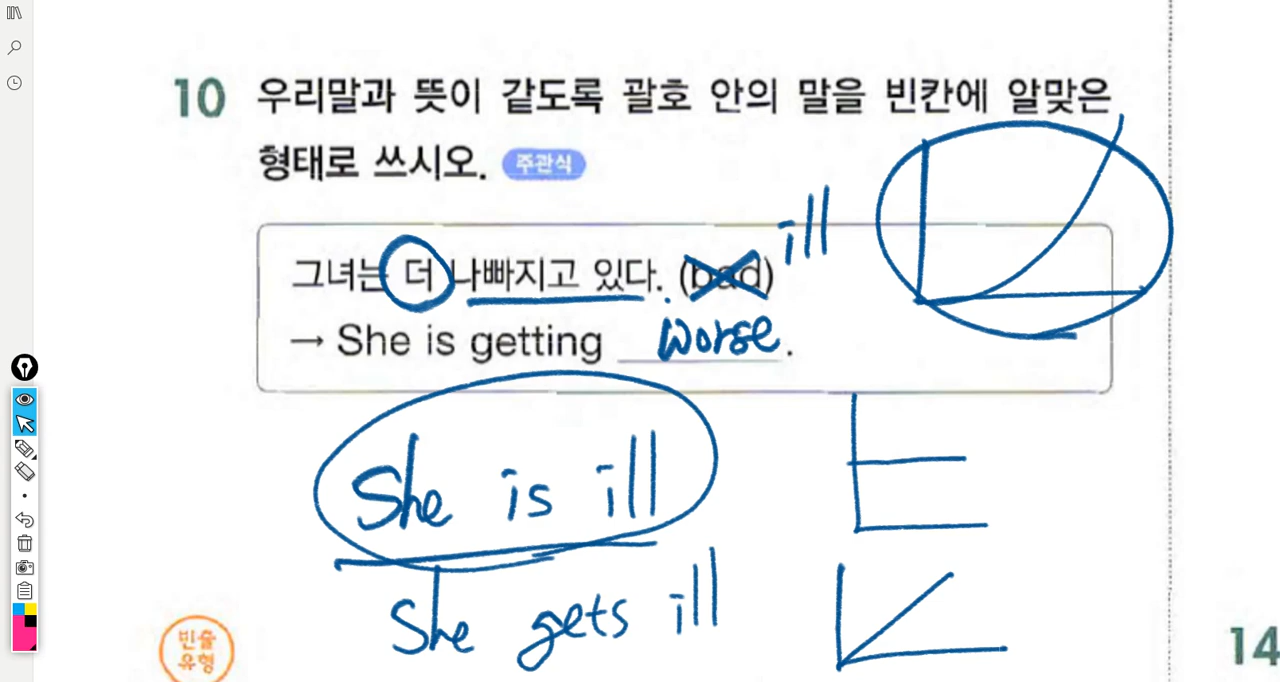 10 우리말과 뜻이 같도록 괄호 안의 말을 빈칸에 알맞은
형태로 쓰시오. 주관식
ill
그녀는 더 나빠지고 있다. (bad)
→ She is getting worse.
She is ill
She gets ill
빈출
유형
14